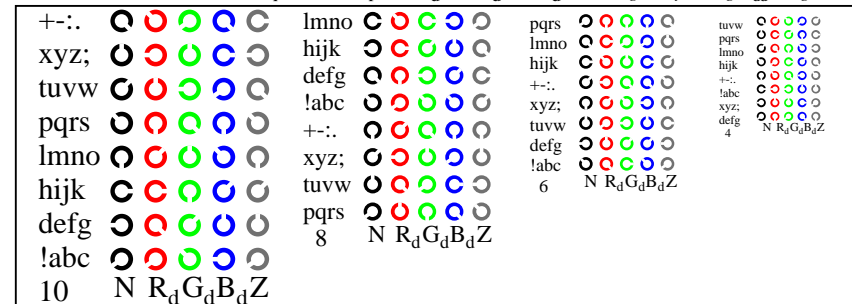 +-:.
xyz;
tuvw
pqrs
lmno
hijk
defg
!abc
10 N RdGdBdZ
lmno
hijk
defg
!abc
+-:.
xyz;
tuvw
pqrs
8 N RdGdBdZ
pqrs
lmno
hijk
+-:.
xyz;
tuvw
defg
!abc
6 N RdGdBdZ
tuvw
pqrs
lmno
hijk
+-:.
!abc
xyz;
defg
4 N RdGdBdZ